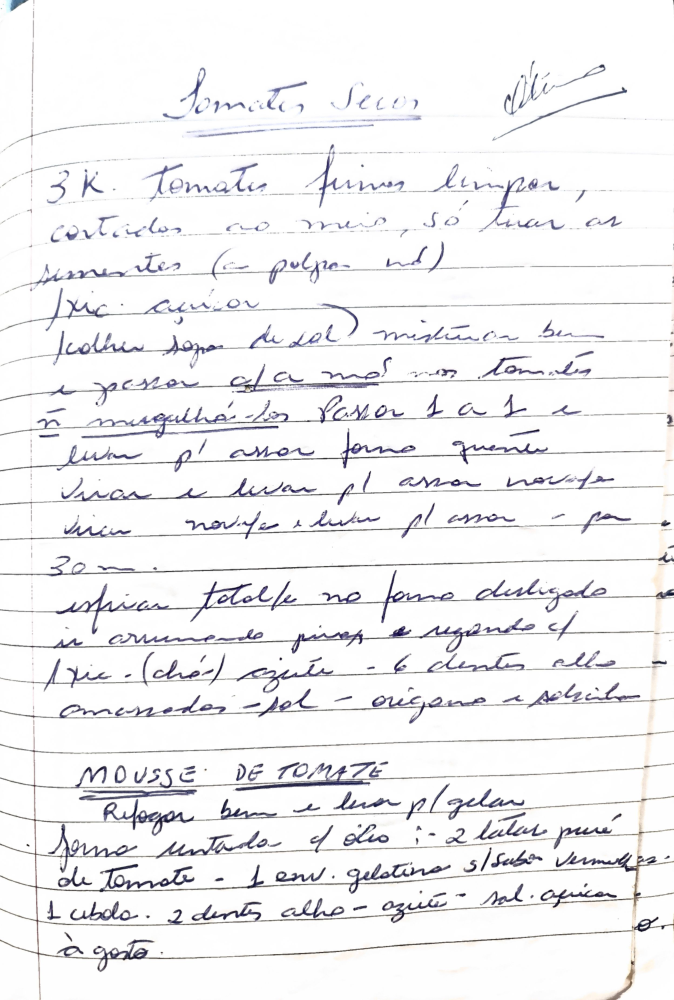 Tomates Secos Ótimo
3 K. tomates firmes limpar,
cortados ao meio, só tirar as
sementes (a polpa não)
1 xic. açúcar
1 colher sopa de sal) misturar bem
e passar c/ a mão nos tomates
ñ mergulhá-los Passar 1 a 1 e
levar p/ assar forno quente
virar e levar p/ assar nova/e
virar nova/e e levar p/ assar - por
30 m.
esfriar total/e no forno desligado
ir arrumando pirex e regando c/
1 xic. (chá) azeite - 6 dentes alho -
amassados - sal - orégano e salsinha
MOUSSE DE TOMATE
Refogar bem e levar p/ gelar
forma untada c/ óleo :- 2 latas purê
de tomate - 1 env. gelatina s/ sabor vermelha.
1 cebola. 2 dentes alho - azeite - sal. açúcar
à gosto.